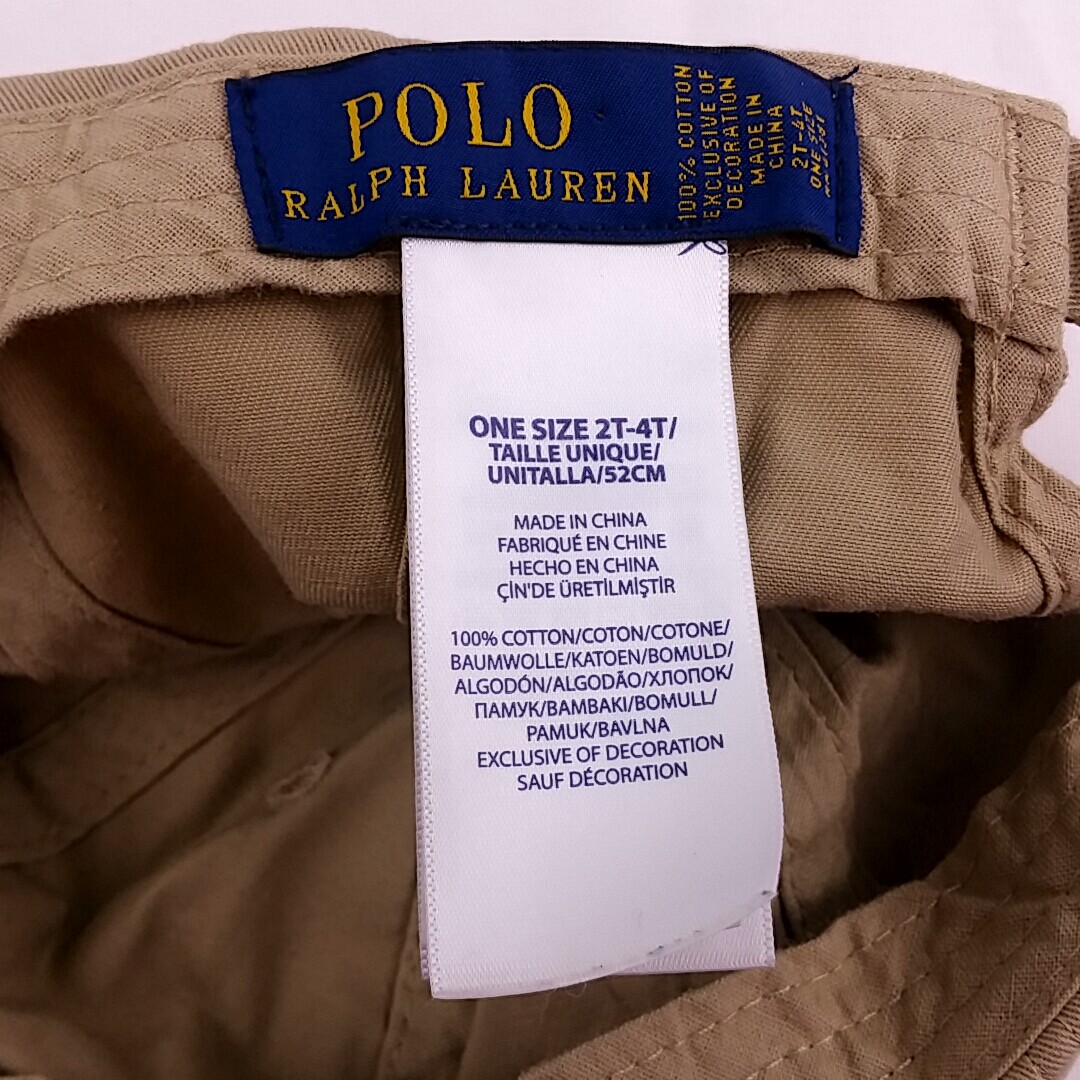 POLO
RALPH LAUREN
100% COTTON
EXCLUSIVE OF
DECORATION
MADE IN
CHINA
2T-4T
ONE SIZE
ONE SIZE 2T-4T/
TAILLE UNIQUE/
UNITALLA/52CM
MADE IN CHINA
FABRIQUÉ EN CHINE
HECHO EN CHINA
ÇİN'DE ÜRETİLMİŞTİR
100% COTTON/COTON/COTONE/
BAUMWOLLE/KATOEN/BOMULD/
ALGODÓN/ALGODÃO/ХЛОПОК/
ПАМУК/BAMBAKI/BOMULL/
PAMUK/BAVLNA
EXCLUSIVE OF DECORATION
SAUF DÉCORATION